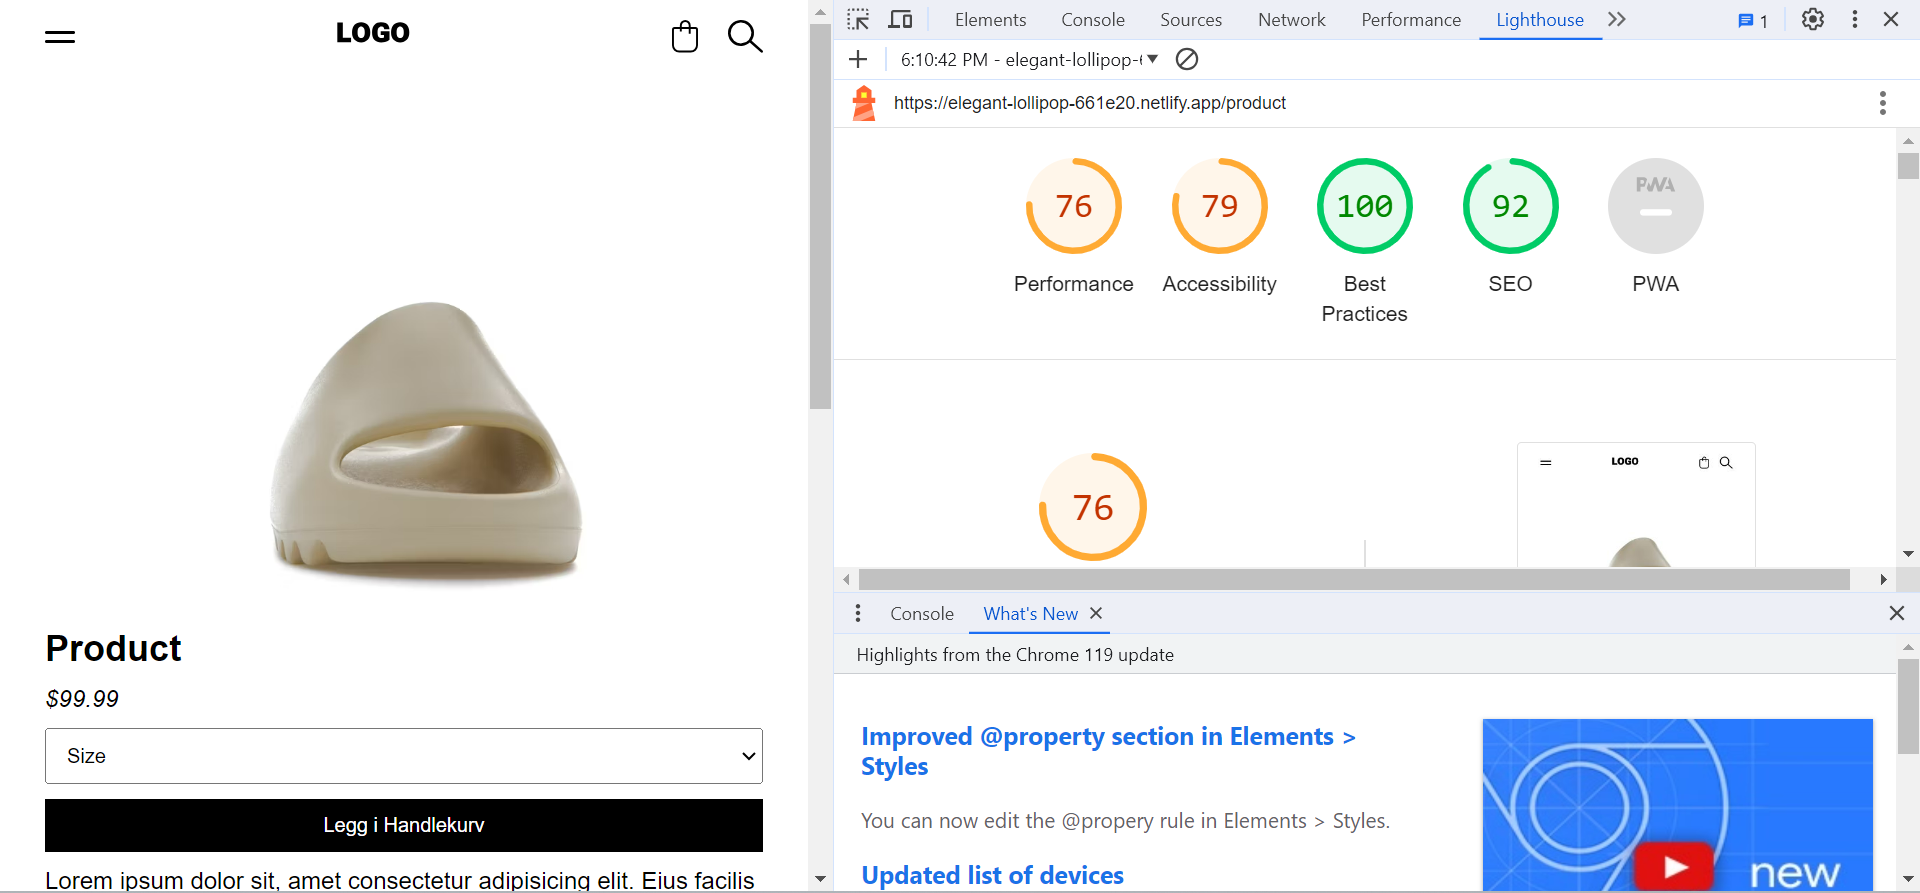 LOGO
Product
$99.99
Size
Legg i Handlekurv
Lorem ipsum dolor sit, amet consectetur adipisicing elit. Eius facilis
Elements Console Sources Network Performance Lighthouse 1
6:10:42 PM - elegant-lollipop-
https://elegant-lollipop-661e20.netlify.app/product
76 79 100 92 PWA
Performance Accessibility Best Practices SEO PWA
76
LOGO
Console What's New
Highlights from the Chrome 119 update
Improved @property section in Elements >
Styles
You can now edit the @propery rule in Elements > Styles.
Updated list of devices
new